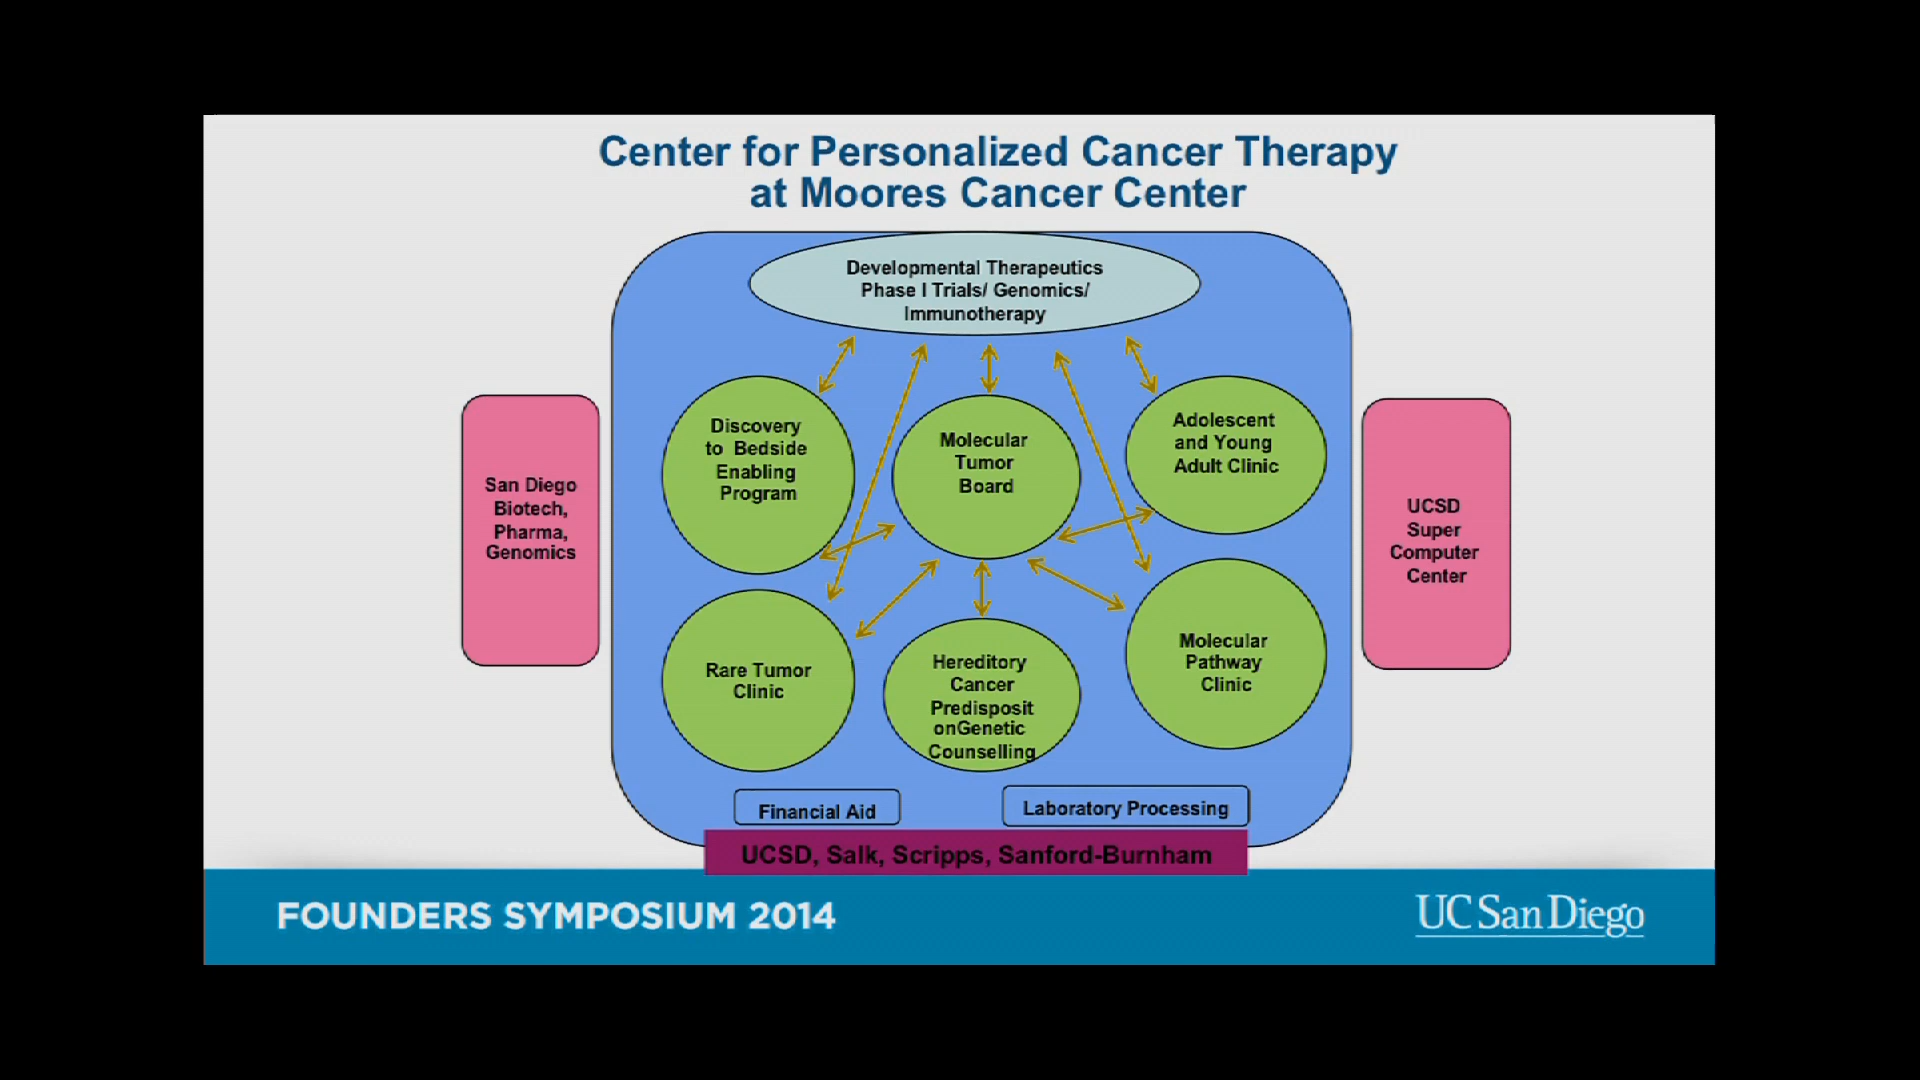 Center for Personalized Cancer Therapy
at Moores Cancer Center
Developmental Therapeutics
Phase I Trials/ Genomics/
Immunotherapy
Discovery
to Bedside
Enabling
Program
Molecular
Tumor
Board
Adolescent
and Young
Adult Clinic
San Diego
Biotech,
Pharma,
Genomics
UCSD
Super
Computer
Center
Rare Tumor
Clinic
Hereditory
Cancer
Predisposit
onGenetic
Counselling
Molecular
Pathway
Clinic
Financial Aid
Laboratory Processing
UCSD, Salk, Scripps, Sanford-Burnham
FOUNDERS SYMPOSIUM 2014
UC San Diego